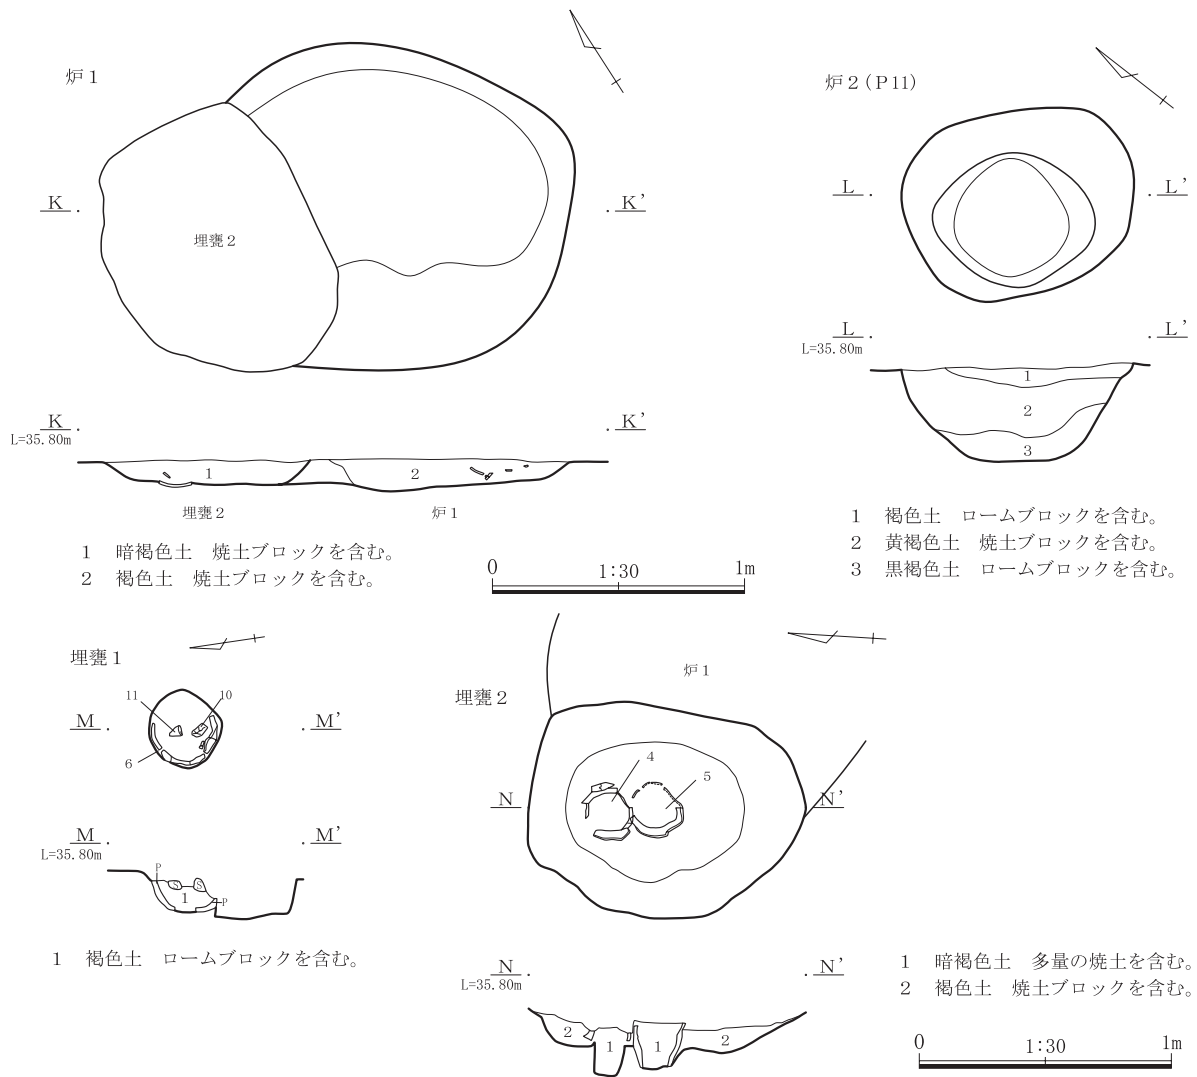 炉1
K
K'
埋甕2
K
L=35.80m
K'
1
2
埋甕2
炉1
1 暗褐色土 焼土ブロックを含む。
2 褐色土 焼土ブロックを含む。
炉2(P11)
L
L'
L
L=35.80m
L'
1
2
3
1 褐色土 ロームブロックを含む。
2 黄褐色土 焼土ブロックを含む。
3 黒褐色土 ロームブロックを含む。
0 1:30 1m
埋甕1
11
10
M
M'
6
M
L=35.80m
M'
P
S
S
1
P
1 褐色土 ロームブロックを含む。
炉1
埋甕2
4
5
N
N'
N
L=35.80m
N'
2
1
1
2
1 暗褐色土 多量の焼土を含む。
2 褐色土 焼土ブロックを含む。
0 1:30 1m